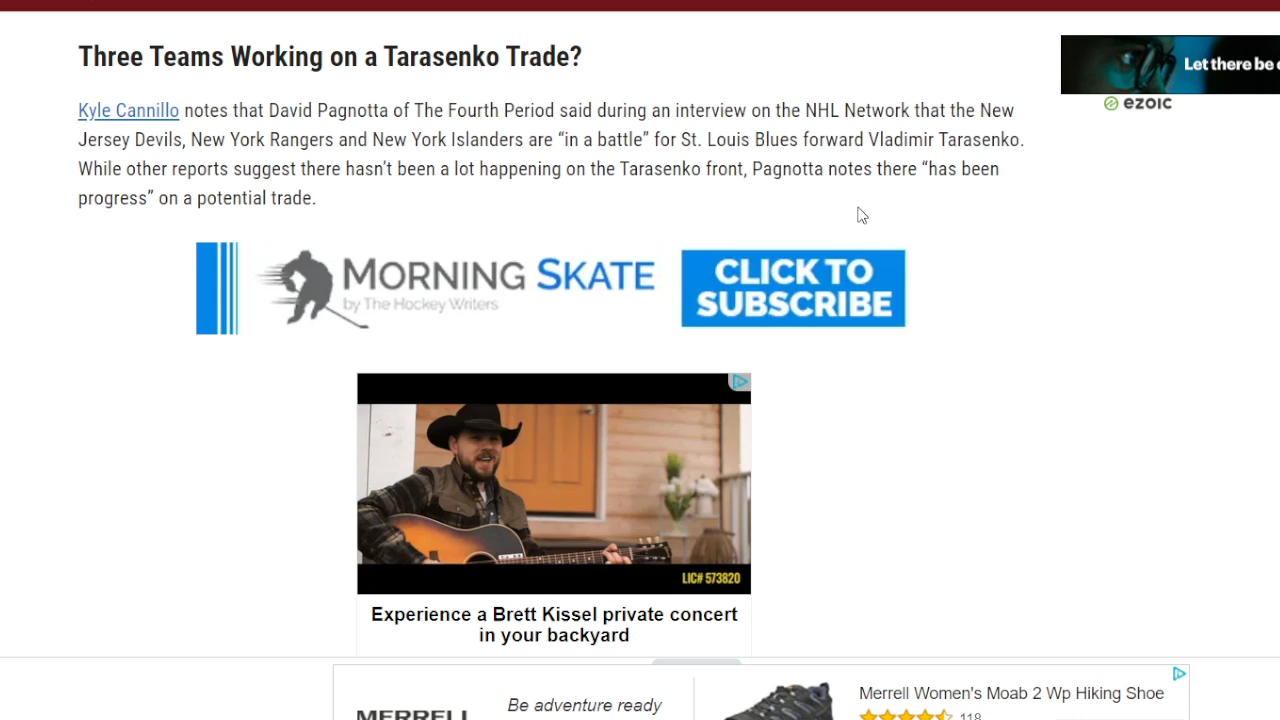 Three Teams Working on a Tarasenko Trade?
Let there be
ezoic
Kyle Cannillo notes that David Pagnotta of The Fourth Period said during an interview on the NHL Network that the New
Jersey Devils, New York Rangers and New York Islanders are “in a battle” for St. Louis Blues forward Vladimir Tarasenko.
While other reports suggest there hasn’t been a lot happening on the Tarasenko front, Pagnotta notes there “has been
progress” on a potential trade.
MORNING SKATE
by The Hockey Writers
CLICK TO
SUBSCRIBE
LIC# 573820
Experience a Brett Kissel private concert
in your backyard
MERRELL
Be adventure ready
Merrell Women's Moab 2 Wp Hiking Shoe
118